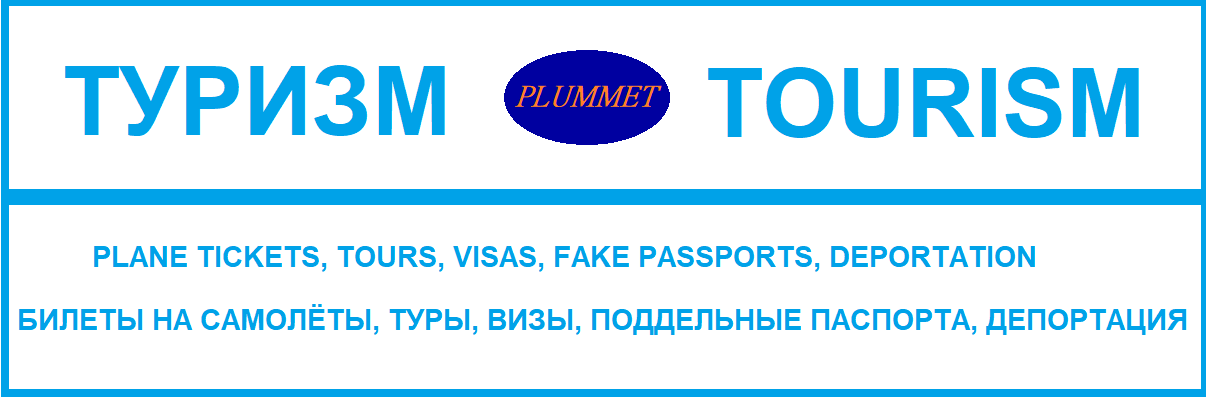 ТУРИЗМ PLUMMET TOURISM
PLANE TICKETS, TOURS, VISAS, FAKE PASSPORTS, DEPORTATION
БИЛЕТЫ НА САМОЛЁТЫ, ТУРЫ, ВИЗЫ, ПОДДЕЛЬНЫЕ ПАСПОРТА, ДЕПОРТАЦИЯ